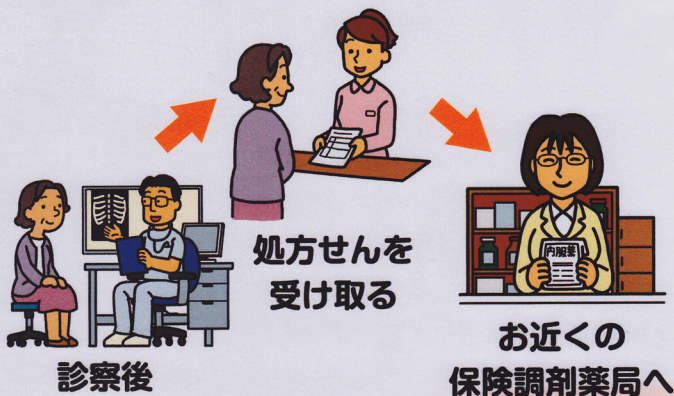 診察後
処方せんを
受け取る
内服薬
お近くの
保険調剤薬局へ